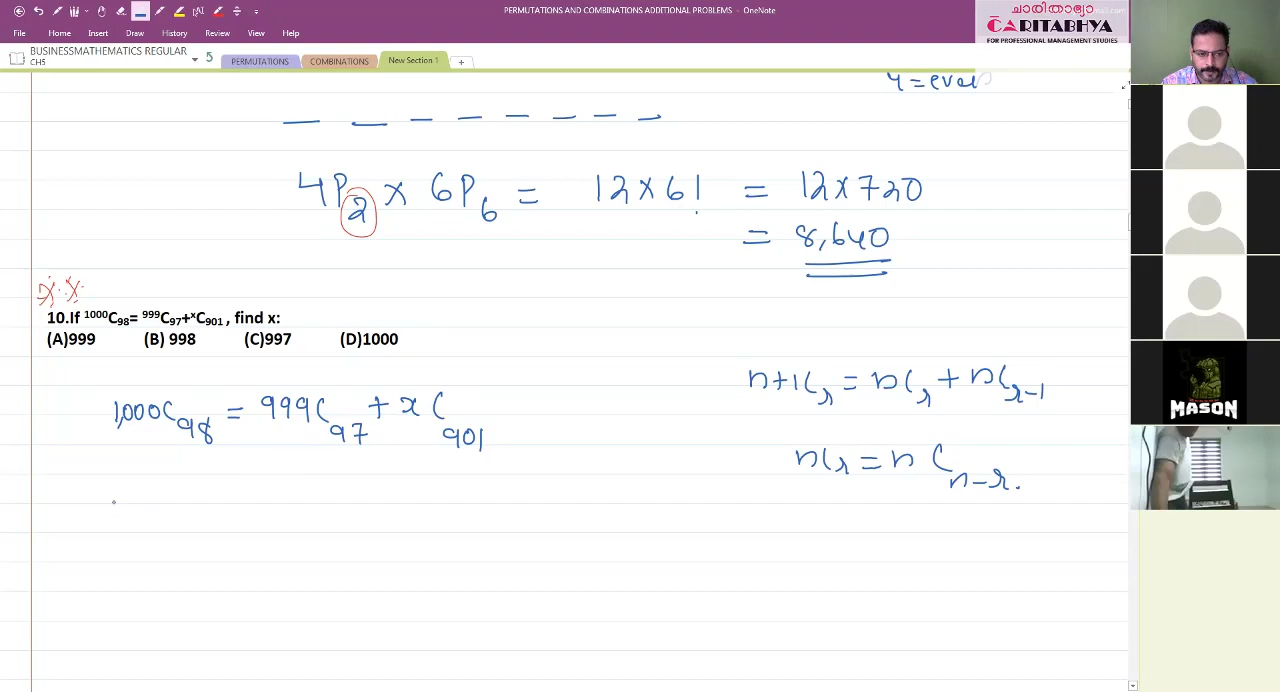 PERMUTATIONS AND COMBINATIONS ADDITIONAL PROBLEMS - OneNote
ചാരിതാഭ്യാ
CARITABHYA
FOR PROFESSIONAL MANAGEMENT STUDIES
File Home Insert Draw History Review View Help
BUSINESSMATHEMATICS REGULAR
CH5
PERMUTATIONS COMBINATIONS New Section 1
4 = even
4P2 × 6P6 = 12×6! = 12×720
= 8,640
10.If ¹⁰⁰⁰C₉₈= ⁹⁹⁹C₉₇+ˣC₉₀₁ , find x:
(A)999 (B) 998 (C)997 (D)1000
n+1Cr = nCr + nCr-1
1,000C98 = 999C97 + xC901
nCr = nCn-r.
MASON